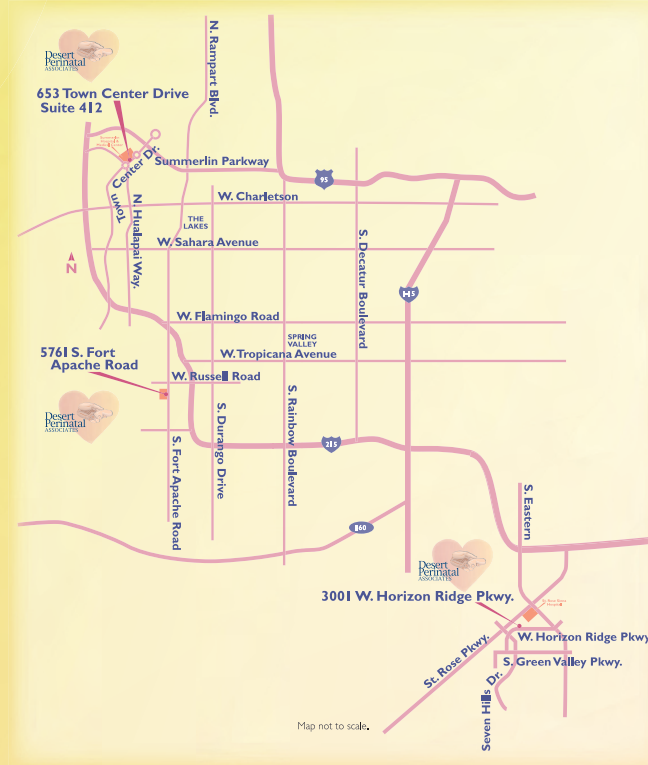 Desert
Perinatal
ASSOCIATES
653 Town Center Drive
Suite 412
N. Rampart Blvd.
Town Center Dr.
Summerlin Parkway
95
W. Charleston
N. Hualapai Way.
THE
LAKES
W. Sahara Avenue
S. Decatur Boulevard
N
I-15
W. Flamingo Road
SPRING
VALLEY
W. Tropicana Avenue
5761 S. Fort
Apache Road
W. Russell Road
Desert
Perinatal
ASSOCIATES
S. Fort Apache Road
S. Durango Drive
S. Rainbow Boulevard
215
160
S. Eastern
Desert
Perinatal
ASSOCIATES
3001 W. Horizon Ridge Pkwy.
St. Rose Pkwy.
W. Horizon Ridge Pkwy
S. Green Valley Pkwy.
Seven Hills Dr.
Map not to scale.